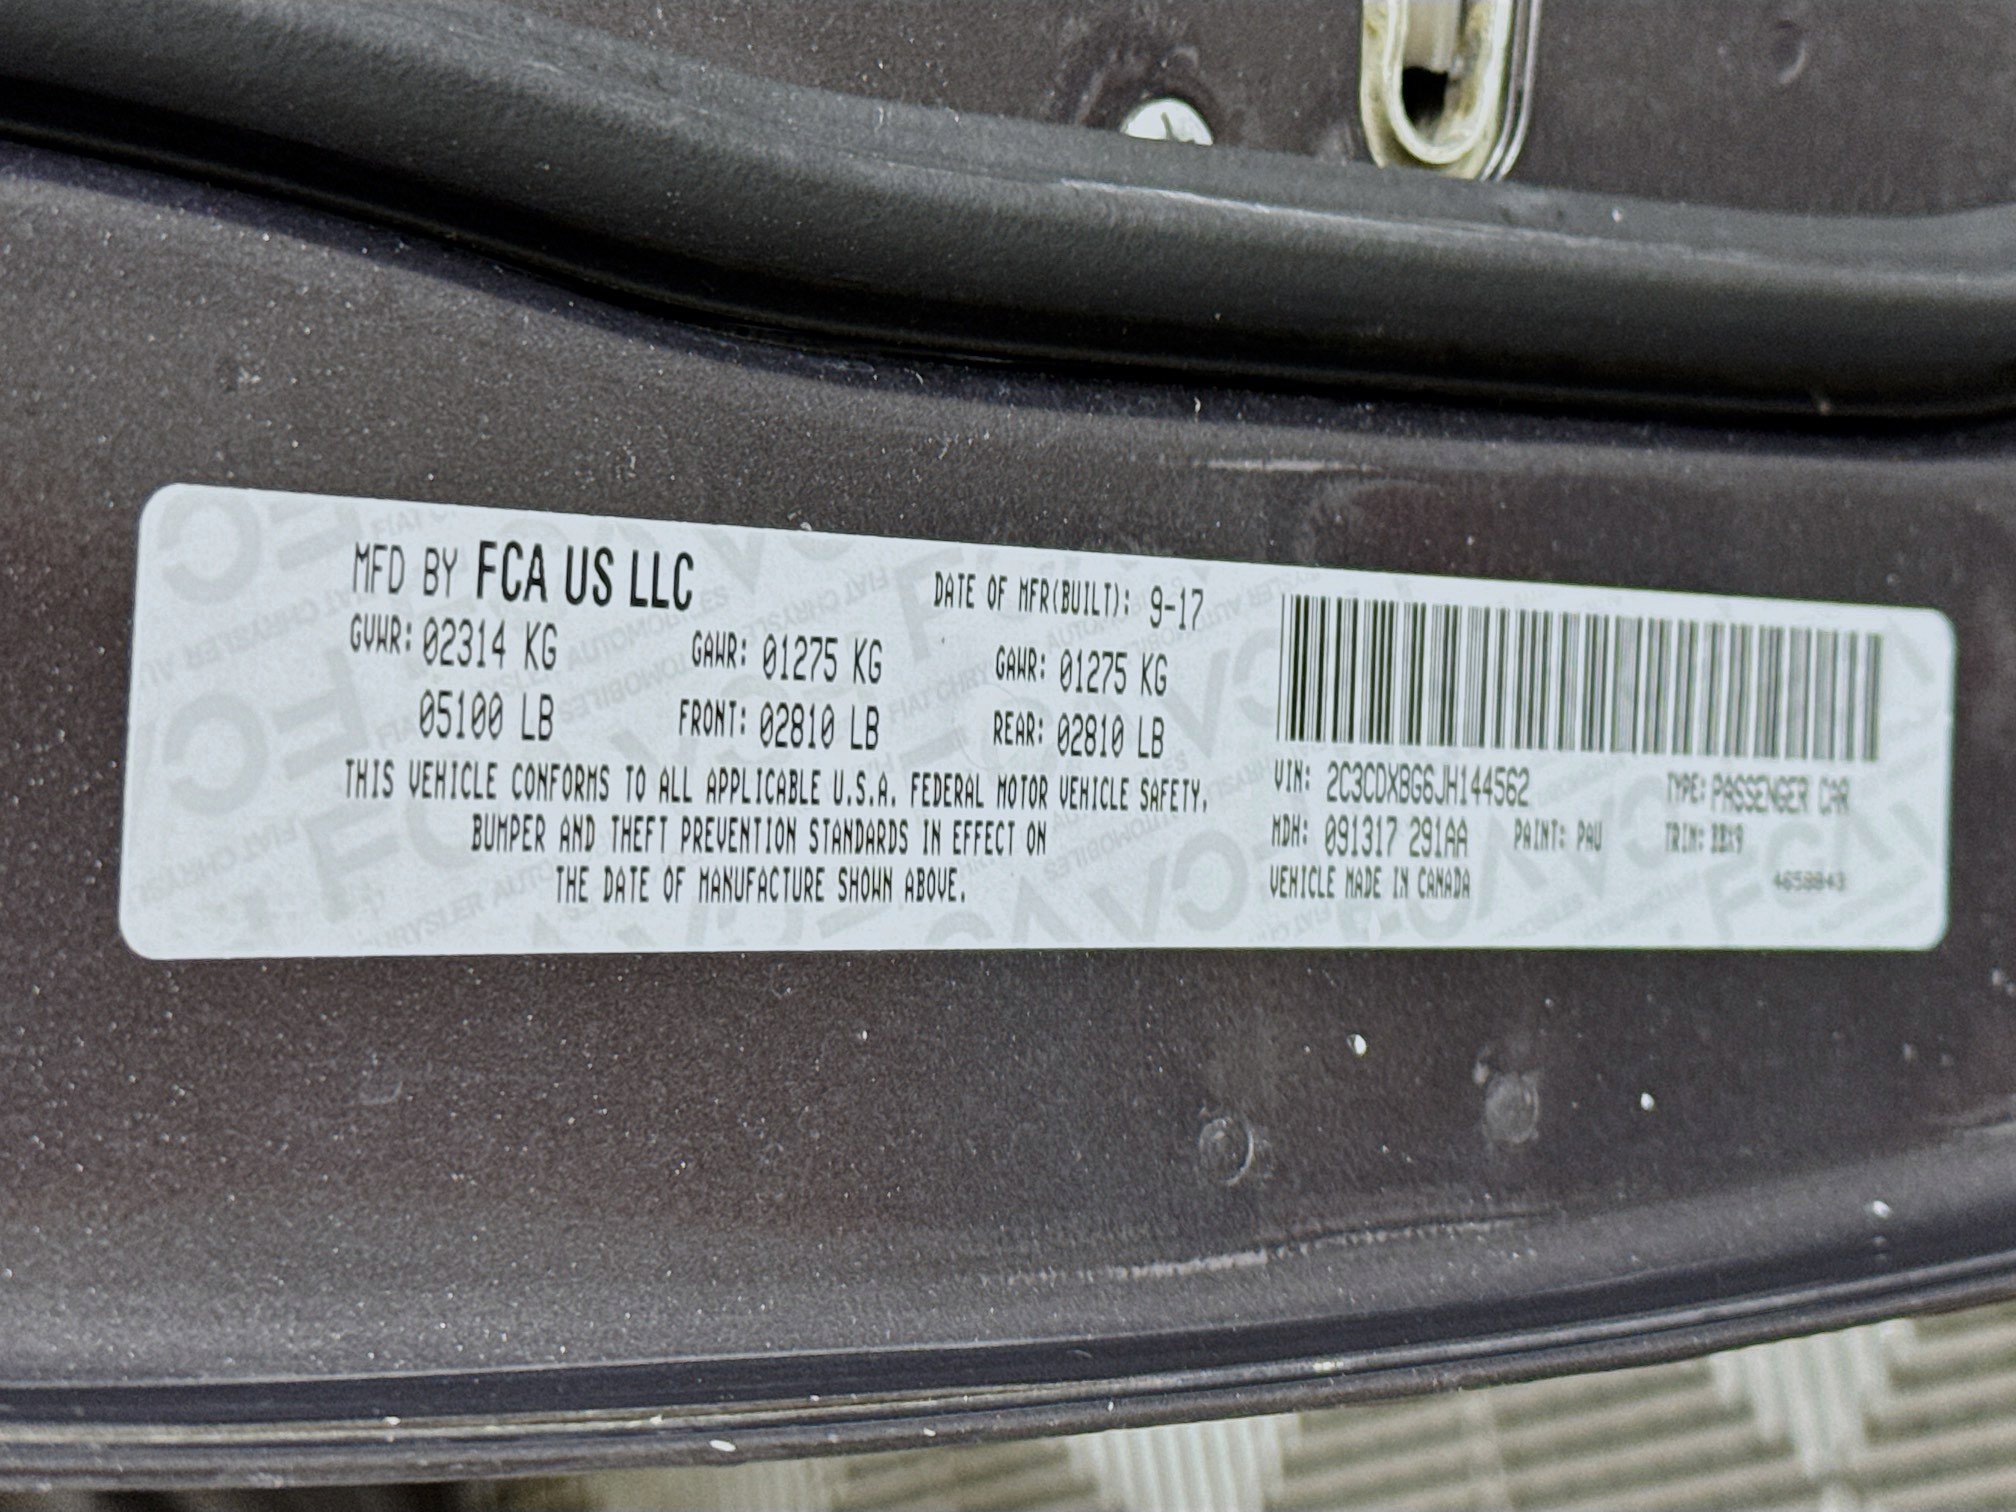 MFD BY FCA US LLC DATE OF MFR(BUILT): 9-17
GVWR: 02314 KG GAWR: 01275 KG GAWR: 01275 KG
05100 LB FRONT: 02810 LB REAR: 02810 LB
THIS VEHICLE CONFORMS TO ALL APPLICABLE U.S.A. FEDERAL MOTOR VEHICLE SAFETY,
BUMPER AND THEFT PREVENTION STANDARDS IN EFFECT ON
THE DATE OF MANUFACTURE SHOWN ABOVE.
VIN: 2C3CDXBG6JH144562 TYPE: PASSENGER CAR
MDH: 091317 291AA PAINT: PAU TRIM:
VEHICLE MADE IN CANADA